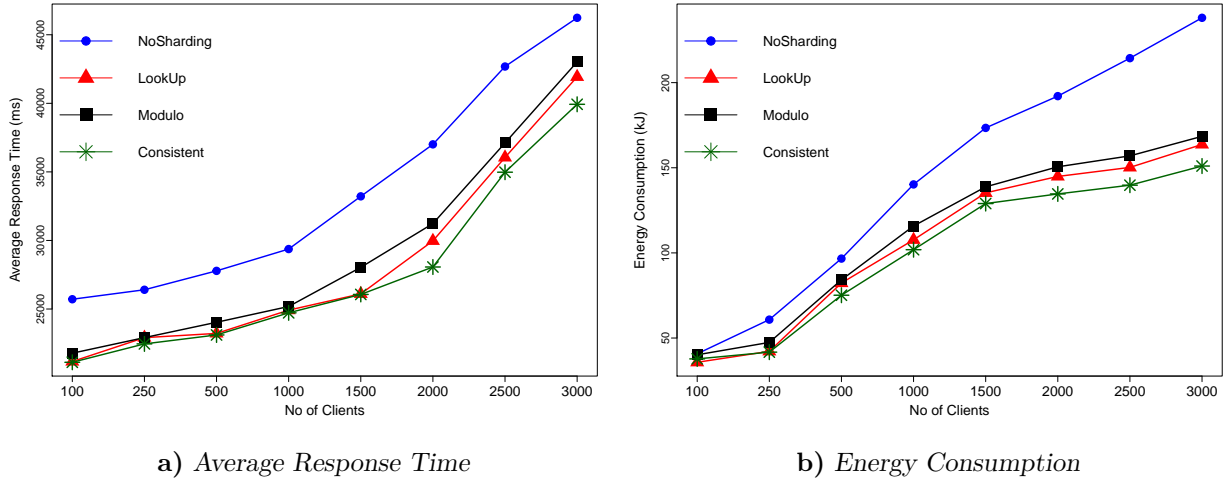 45000
40000
35000
30000
25000
Average Response Time (ms)
NoSharding
LookUp
Modulo
Consistent
100 250 500 1000 1500 2000 2500 3000
No of Clients
a) Average Response Time
200
150
100
50
Energy Consumption (kJ)
NoSharding
LookUp
Modulo
Consistent
100 250 500 1000 1500 2000 2500 3000
No of Clients
b) Energy Consumption